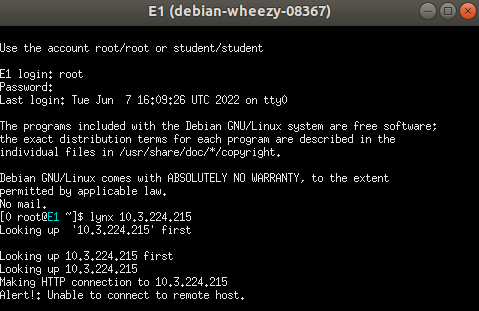 E1 (debian-wheezy-08367)
Use the account root/root or student/student
E1 login: root
Password:
Last login: Tue Jun  7 16:09:26 UTC 2022 on tty0
The programs included with the Debian GNU/Linux system are free software;
the exact distribution terms for each program are described in the
individual files in /usr/share/doc/*/copyright.
Debian GNU/Linux comes with ABSOLUTELY NO WARRANTY, to the extent
permitted by applicable law.
No mail.
[0 root@E1 ~]$ lynx 10.3.224.215
Looking up  '10.3.224.215' first
Looking up 10.3.224.215 first
Looking up 10.3.224.215
Making HTTP connection to 10.3.224.215
Alert!: Unable to connect to remote host.